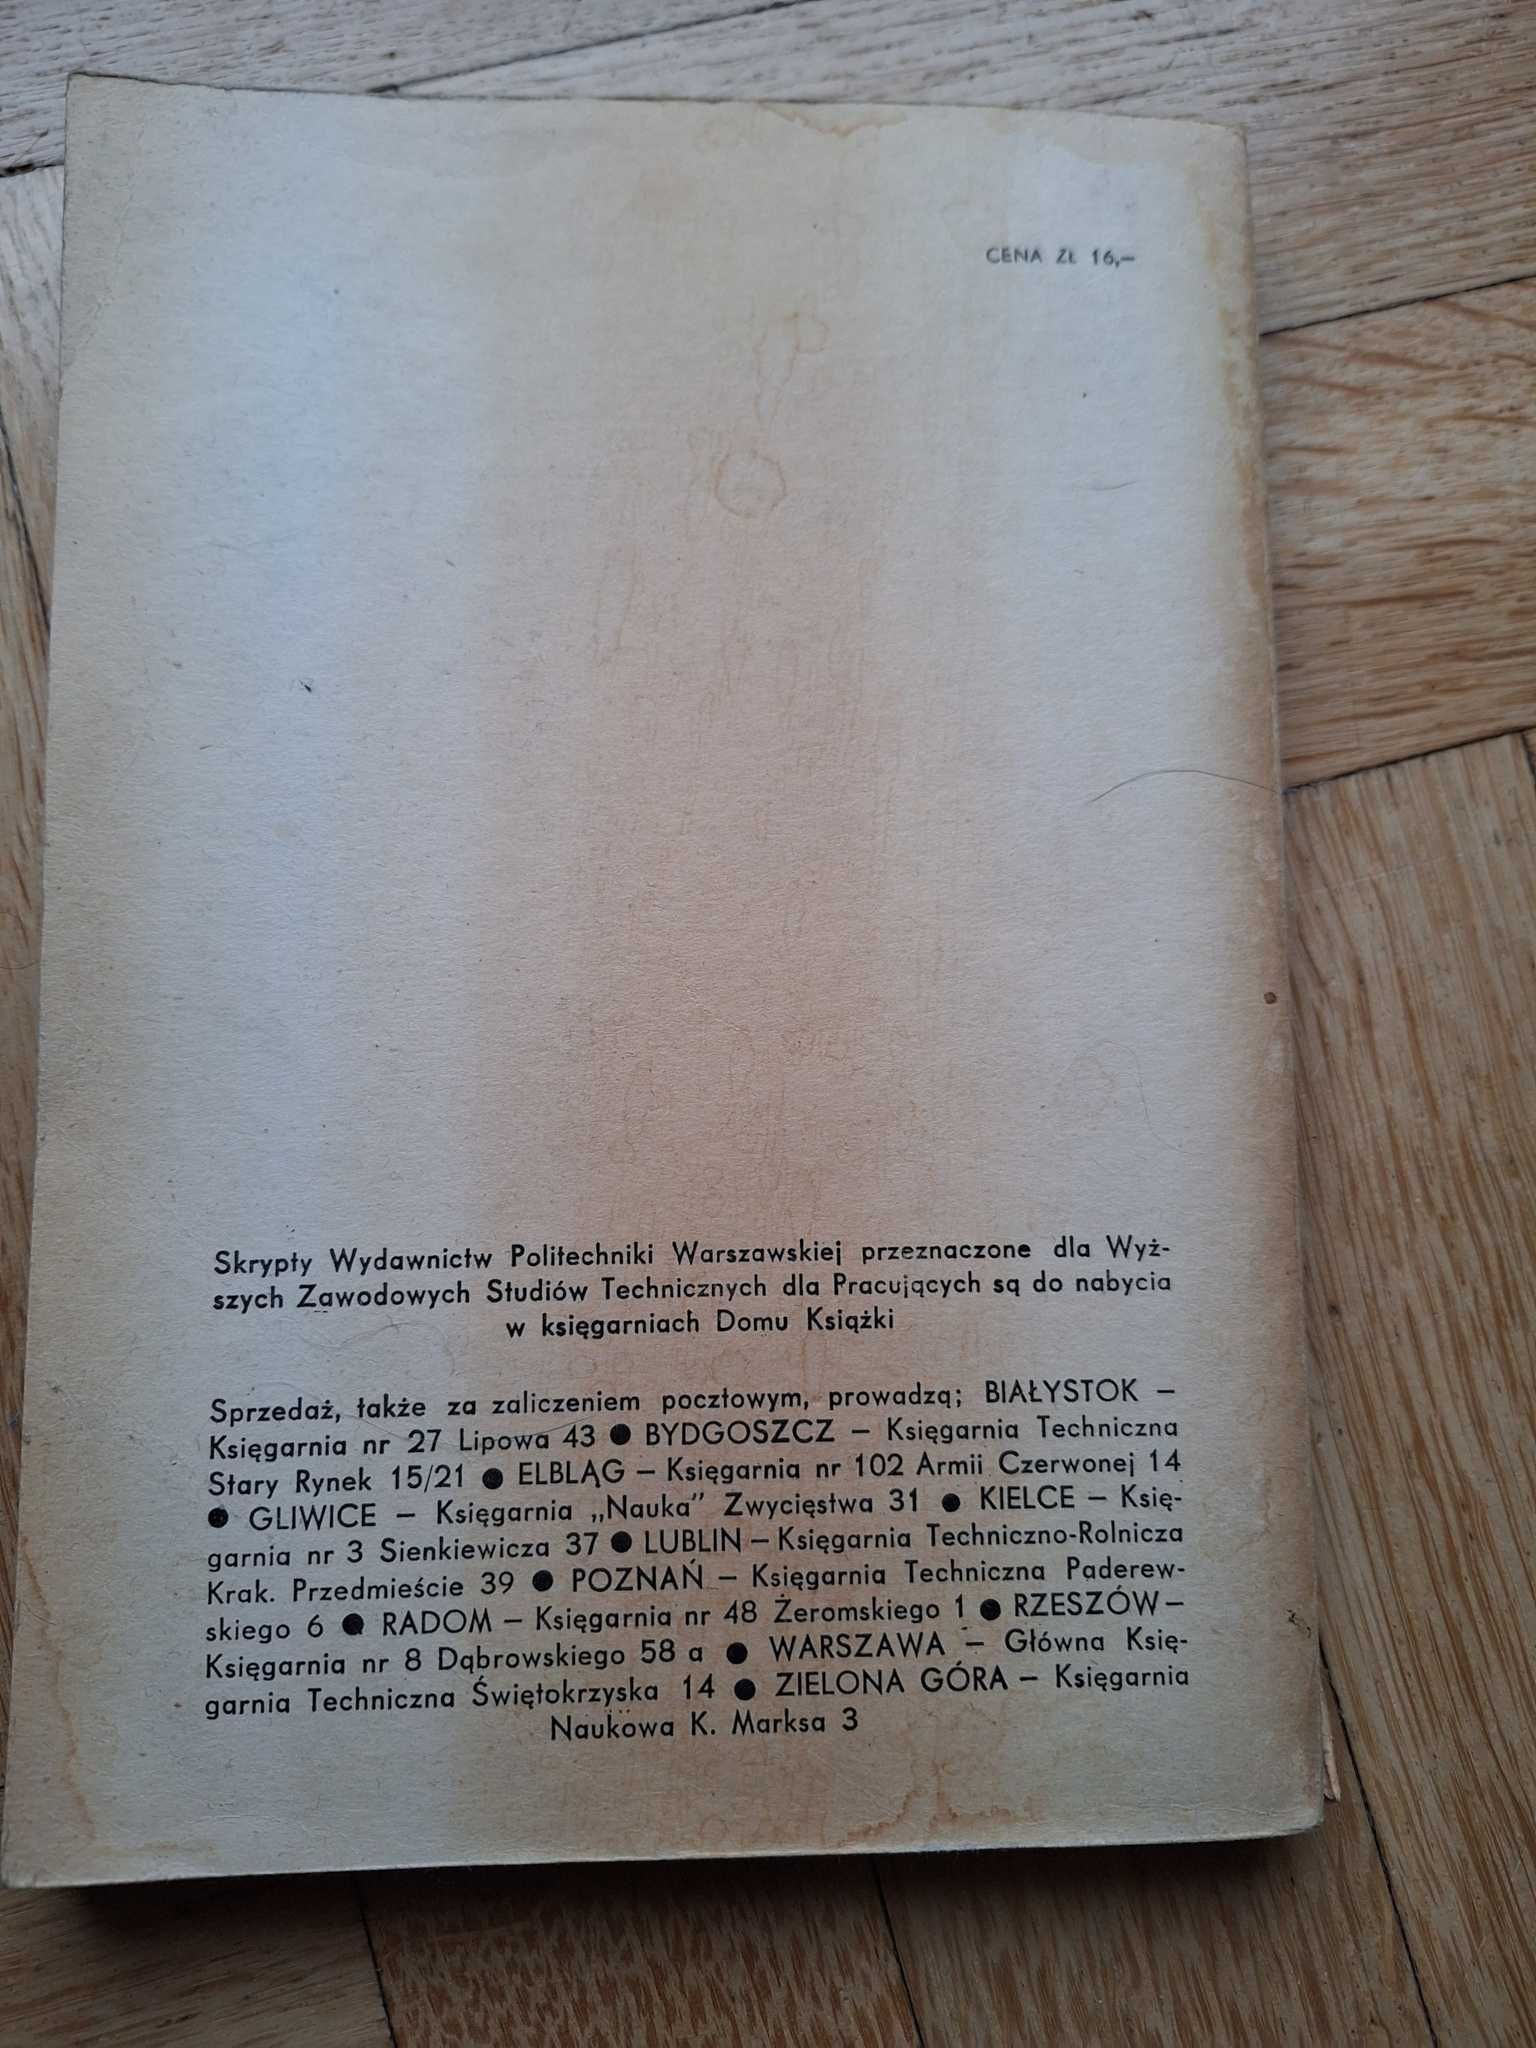 CENA ZŁ 16,—
Skrypty Wydawnictw Politechniki Warszawskiej przeznaczone dla Wyż-
szych Zawodowych Studiów Technicznych dla Pracujących są do nabycia
w księgarniach Domu Książki
Sprzedaż, także za zaliczeniem pocztowym, prowadzą; BIAŁYSTOK —
Księgarnia nr 27 Lipowa 43 ● BYDGOSZCZ — Księgarnia Techniczna
Stary Rynek 15/21 ● ELBLĄG — Księgarnia nr 102 Armii Czerwonej 14
● GLIWICE — Księgarnia „Nauka" Zwycięstwa 31 ● KIELCE — Księ-
garnia nr 3 Sienkiewicza 37 ● LUBLIN — Księgarnia Techniczno-Rolnicza
Krak. Przedmieście 39 ● POZNAŃ — Księgarnia Techniczna Paderew-
skiego 6 ● RADOM — Księgarnia nr 48 Żeromskiego 1 ● RZESZÓW —
Księgarnia nr 8 Dąbrowskiego 58 a ● WARSZAWA — Główna Księ-
garnia Techniczna Świętokrzyska 14 ● ZIELONA GÓRA — Księgarnia
Naukowa K. Marksa 3